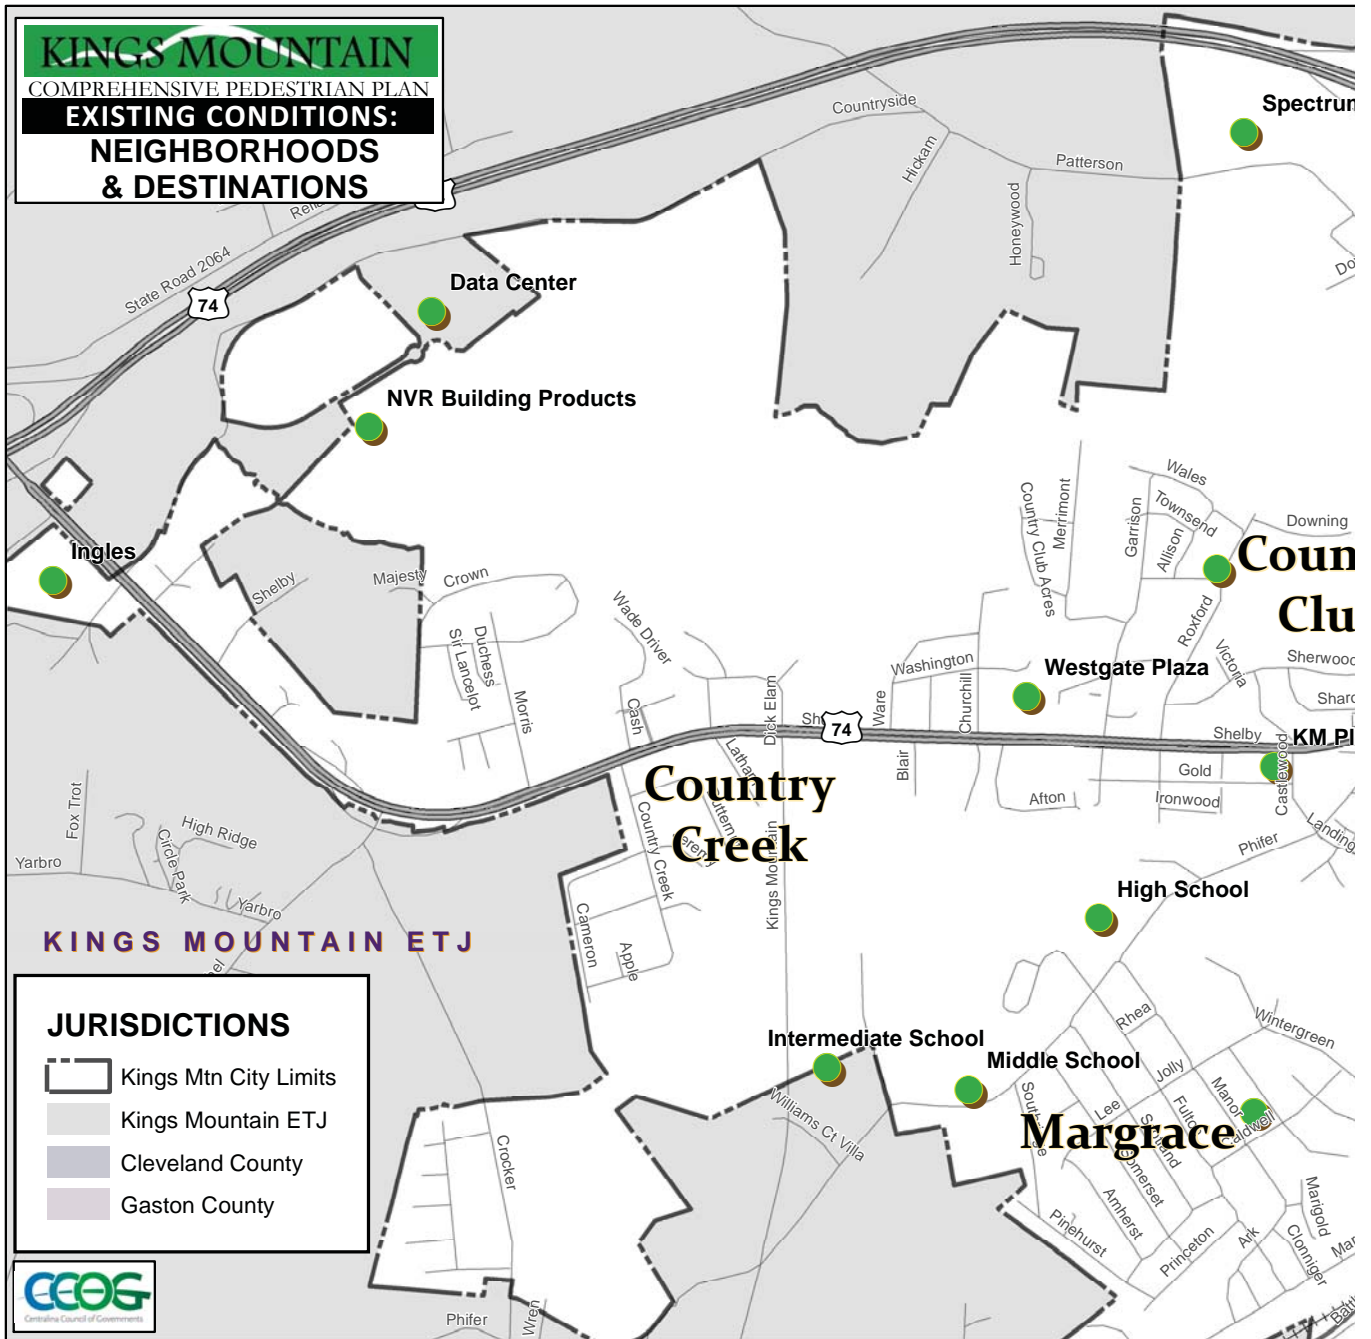 KINGS MOUNTAIN
COMPREHENSIVE PEDESTRIAN PLAN
EXISTING CONDITIONS:
NEIGHBORHOODS
& DESTINATIONS
Countryside
Spectrum
Hickam
Patterson
Honeywood
State Road 2064
74
Data Center
NVR Building Products
Ingles
Shelby
Majesty
Crown
Wade Driver
Duchess
Sir Lancelot
Morris
Cash
Dick Elam
Ware
Washington
Churchill
Blair
74
Country Club Acres
Merrimont
Garrison
Wales
Townsend
Allison
Downing
Roxford
Victoria
Sherwood
Westgate Plaza
Shelby
KM Pl
Gold
Castlewood
Afton
Ironwood
Landing
Phifer
Country
Creek
Country Creek
Kings Mountain
Cameron
Apple
High School
Fox Trot
High Ridge
Circle Park
Yarbro
Yarbro
KINGS MOUNTAIN ETJ
JURISDICTIONS
Kings Mtn City Limits
Kings Mountain ETJ
Cleveland County
Gaston County
CCOG
Centralina Council of Governments
Intermediate School
Middle School
Williams Ct Villa
Rhea
Jolly
Lee
Manor
Wintergreen
Margrace
Amherst
Pinehurst
Princeton
Ark
Marigold
Clonniger
Crocker
Phifer
Wren